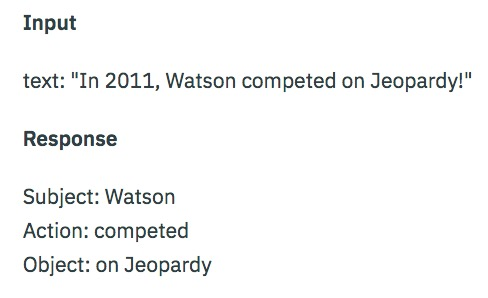 Input
text: "In 2011, Watson competed on Jeopardy!"
Response
Subject: Watson
Action: competed
Object: on Jeopardy